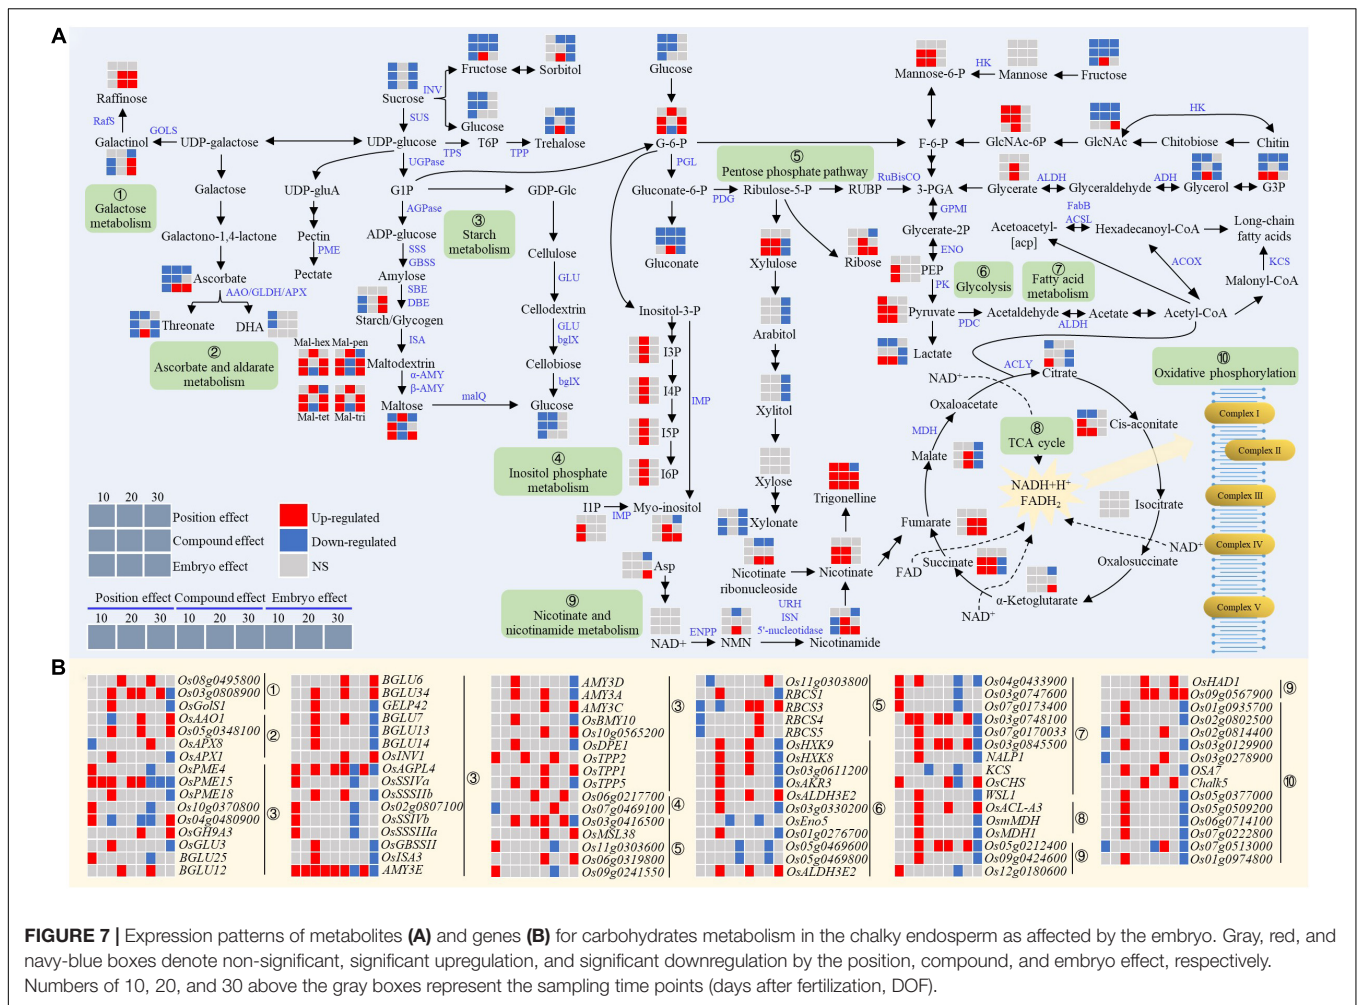 A
Raffinose
RafS
Galactinol
GOLS
UDP-galactose
Sucrose
INV
SUS
Fructose
Sorbitol
Glucose
UDP-glucose
TPS
T6P
TPP
Trehalose
UGPase
Glucose
G-6-P
PGL
Mannose-6-P
HK
Mannose
Fructose
HK
F-6-P
GlcNAc-6P
GlcNAc
Chitobiose
Chitin
① Galactose metabolism
Galactose
Galactono-1,4-lactone
Ascorbate
AAO/GLDH/APX
Threonate
DHA
② Ascorbate and aldarate metabolism
UDP-gluA
Pectin
PME
Pectate
G1P
AGPase
ADP-glucose
SSS
GBSS
Amylose
SBE
DBE
Starch/Glycogen
ISA
Maltodextrin
α-AMY
β-AMY
Maltose
malQ
Mal-hex
Mal-pen
Mal-tet
Mal-tri
③ Starch metabolism
GDP-Glc
Cellulose
GLU
Cellodextrin
GLU
bglX
Cellobiose
bglX
Glucose
④ Inositol phosphate metabolism
Gluconate-6-P
PDG
Gluconate
Ribulose-5-P
RUBP
RuBisCO
3-PGA
⑤ Pentose phosphate pathway
Xylulose
Ribose
Arabitol
Xylitol
Xylose
Xylonate
Inositol-3-P
I3P
I4P
I5P
I6P
IMP
I1P
IMP
Myo-inositol
Glycerate
ALDH
Glyceraldehyde
ADH
Glycerol
G3P
GPMI
Glycerate-2P
ENO
PEP
PK
Pyruvate
PDC
Acetaldehyde
ALDH
Acetate
Acetyl-CoA
Lactate
⑥ Glycolysis
⑦ Fatty acid metabolism
Acetoacetyl-[acp]
FabB
ACSL
Hexadecanoyl-CoA
Long-chain fatty acids
ACOX
KCS
Malonyl-CoA
ACLY
Citrate
Cis-aconitate
Isocitrate
Oxalosuccinate
α-Ketoglutarate
Succinate
Fumarate
Malate
MDH
Oxaloacetate
NAD⁺
⑧ TCA cycle
NADH+H⁺
FADH₂
FAD
NAD⁺
NAD⁺
⑩ Oxidative phosphorylation
Complex I
Complex II
Complex III
Complex IV
Complex V
Trigonelline
Nicotinate ribonucleoside
Nicotinate
Asp
⑨ Nicotinate and nicotinamide metabolism
NAD+
ENPP
NMN
URH
ISN
5'-nucleotidase
Nicotinamide
10 20 30
Position effect
Compound effect
Embryo effect
Up-regulated
Down-regulated
NS
Position effect Compound effect Embryo effect
10 20 30 10 20 30 10 20 30
B
Os08g0495800
Os03g0808900
OsGolS1
①
OsAAO1
Os05g0348100
OsAPX8
OsAPX1
②
OsPME4
OsPME15
OsPME18
Os10g0370800
Os04g0480900
OsGH9A3
OsGLU3
BGLU25
BGLU12
③
BGLU6
BGLU34
GELP42
BGLU7
BGLU13
BGLU14
OsINV1
OsAGPL4
OsSSIVa
OsSSSIIb
Os02g0807100
OsSSIVb
OsSSSIIIa
OsGBSSII
OsISA3
AMY3E
③
AMY3D
AMY3A
AMY3C
OsBMY10
Os10g0565200
OsDPE1
OsTPP2
OsTPP1
OsTPP5
③
Os06g0217700
Os07g0469100
④
Os03g0416500
OsMSL38
Os11g0303600
Os06g0319800
Os09g0241550
⑤
Os11g0303800
RBCS1
RBCS3
RBCS4
RBCS5
⑤
OsHXK9
OsHXK8
Os03g0611200
OsAKR3
OsALDH3E2
Os03g0330200
OsEno5
Os01g0276700
Os05g0469600
Os05g0469800
OsALDH3E2
⑥
Os04g0433900
Os03g0747600
Os07g0173400
Os03g0748100
Os07g0170033
Os03g0845500
NALP1
KCS
OsCHS
WSL1
⑦
OsACL-A3
OsmMDH
OsMDH1
⑧
Os05g0212400
Os09g0424600
Os12g0180600
⑨
OsHAD1
Os09g0567900
⑨
Os01g0935700
Os02g0802500
Os02g0814400
Os03g0129900
Os03g0278900
OSA7
Chalk5
Os05g0377000
Os05g0509200
Os06g0714100
Os07g0222800
Os07g0513000
Os01g0974800
⑩
FIGURE 7 | Expression patterns of metabolites (A) and genes (B) for carbohydrates metabolism in the chalky endosperm as affected by the embryo. Gray, red, and
navy-blue boxes denote non-significant, significant upregulation, and significant downregulation by the position, compound, and embryo effect, respectively.
Numbers of 10, 20, and 30 above the gray boxes represent the sampling time points (days after fertilization, DOF).